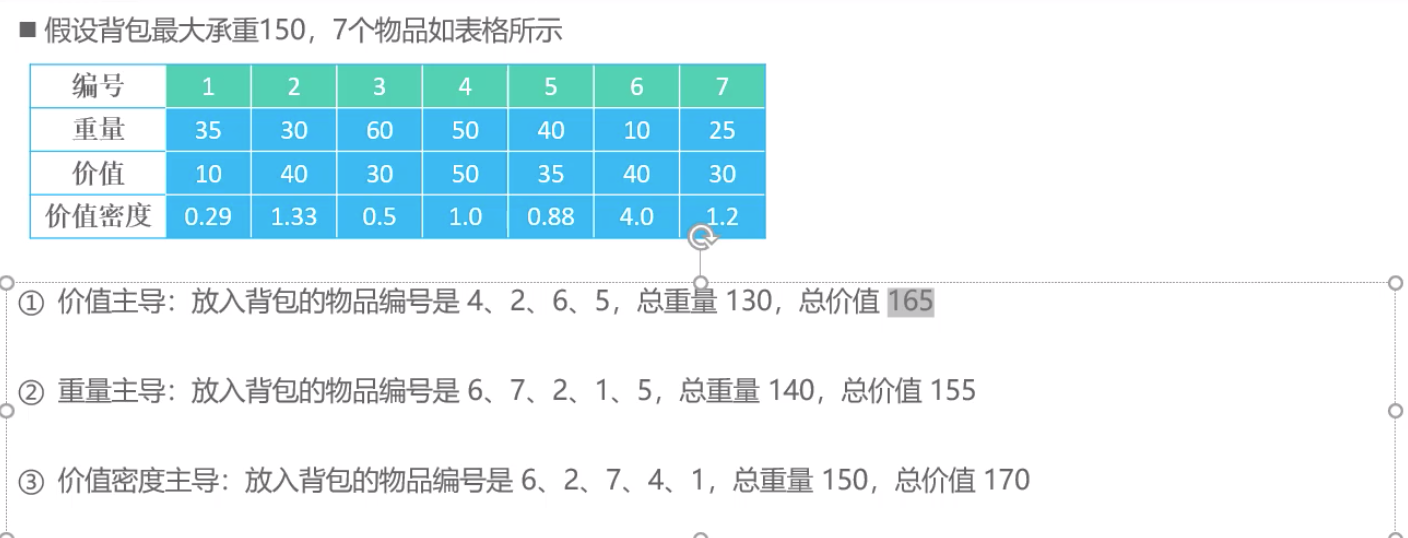 ■ 假设背包最大承重150，7个物品如表格所示
编号 1 2 3 4 5 6 7
重量 35 30 60 50 40 10 25
价值 10 40 30 50 35 40 30
价值密度 0.29 1.33 0.5 1.0 0.88 4.0 1.2
① 价值主导：放入背包的物品编号是 4、2、6、5，总重量 130，总价值 165
② 重量主导：放入背包的物品编号是 6、7、2、1、5，总重量 140，总价值 155
③ 价值密度主导：放入背包的物品编号是 6、2、7、4、1，总重量 150，总价值 170